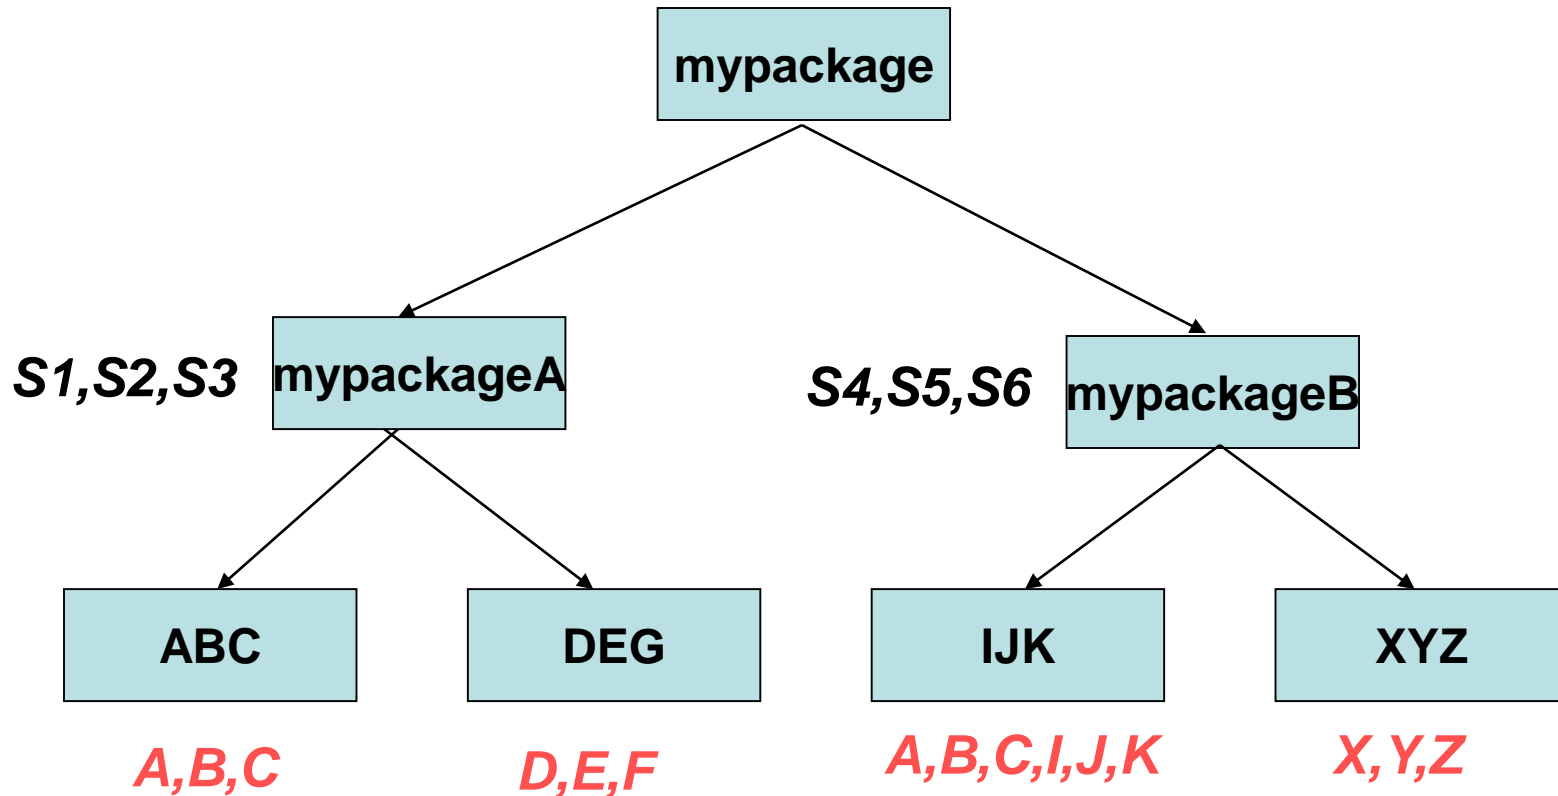 mypackage
S1,S2,S3
mypackageA
S4,S5,S6
mypackageB
ABC
DEG
IJK
XYZ
A,B,C
D,E,F
A,B,C,I,J,K
X,Y,Z